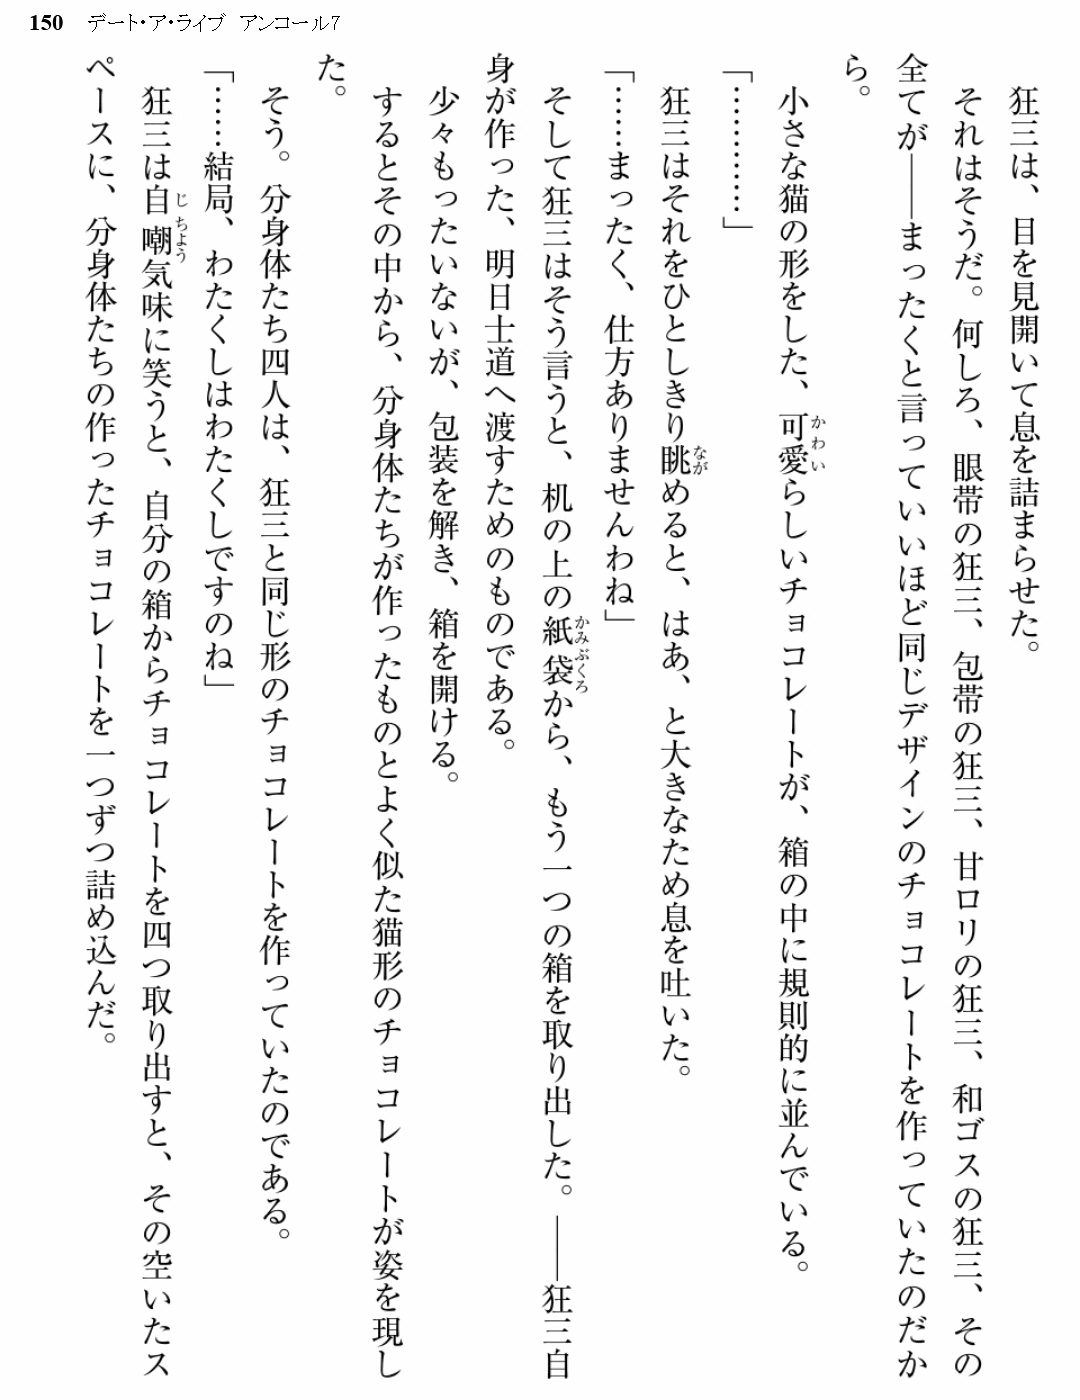 150 デート・ア・ライブ アンコール7
狂三は、目を見開いて息を詰まらせた。
それはそうだ。何しろ、眼帯の狂三、包帯の狂三、甘ロリの狂三、和ゴスの狂三、その
全てが――まったくと言っていいほど同じデザインのチョコレートを作っていたのだか
ら。
小さな猫の形をした、可愛らしいチョコレートが、箱の中に規則的に並んでいる。
「…………」
狂三はそれをひとしきり眺めると、はあ、と大きなため息を吐いた。
「……まったく、仕方ありませんわね」
そして狂三はそう言うと、机の上の紙袋から、もう一つの箱を取り出した。――狂三自
身が作った、明日士道へ渡すためのものである。
少々もったいないが、包装を解き、箱を開ける。
するとその中から、分身体たちが作ったものとよく似た猫形のチョコレートが姿を現し
た。
そう。分身体たち四人は、狂三と同じ形のチョコレートを作っていたのである。
「……結局、わたくしはわたくしですのね」
狂三は自嘲気味に笑うと、自分の箱からチョコレートを四つ取り出すと、その空いたス
ペースに、分身体たちの作ったチョコレートを一つずつ詰め込んだ。